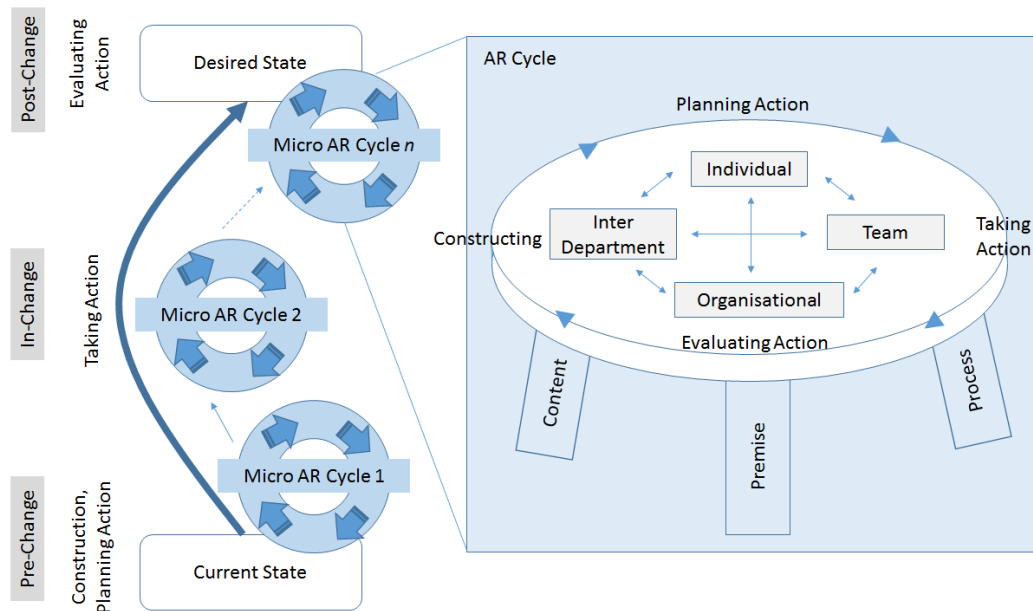 Post-Change
Evaluating
Action
Desired State
Micro AR Cycle n
In-Change
Taking Action
Micro AR Cycle 2
Micro AR Cycle 1
Pre-Change
Construction,
Planning Action
Current State
AR Cycle
Planning Action
Individual
Constructing
Inter
Department
Team
Taking
Action
Organisational
Evaluating Action
Content
Premise
Process